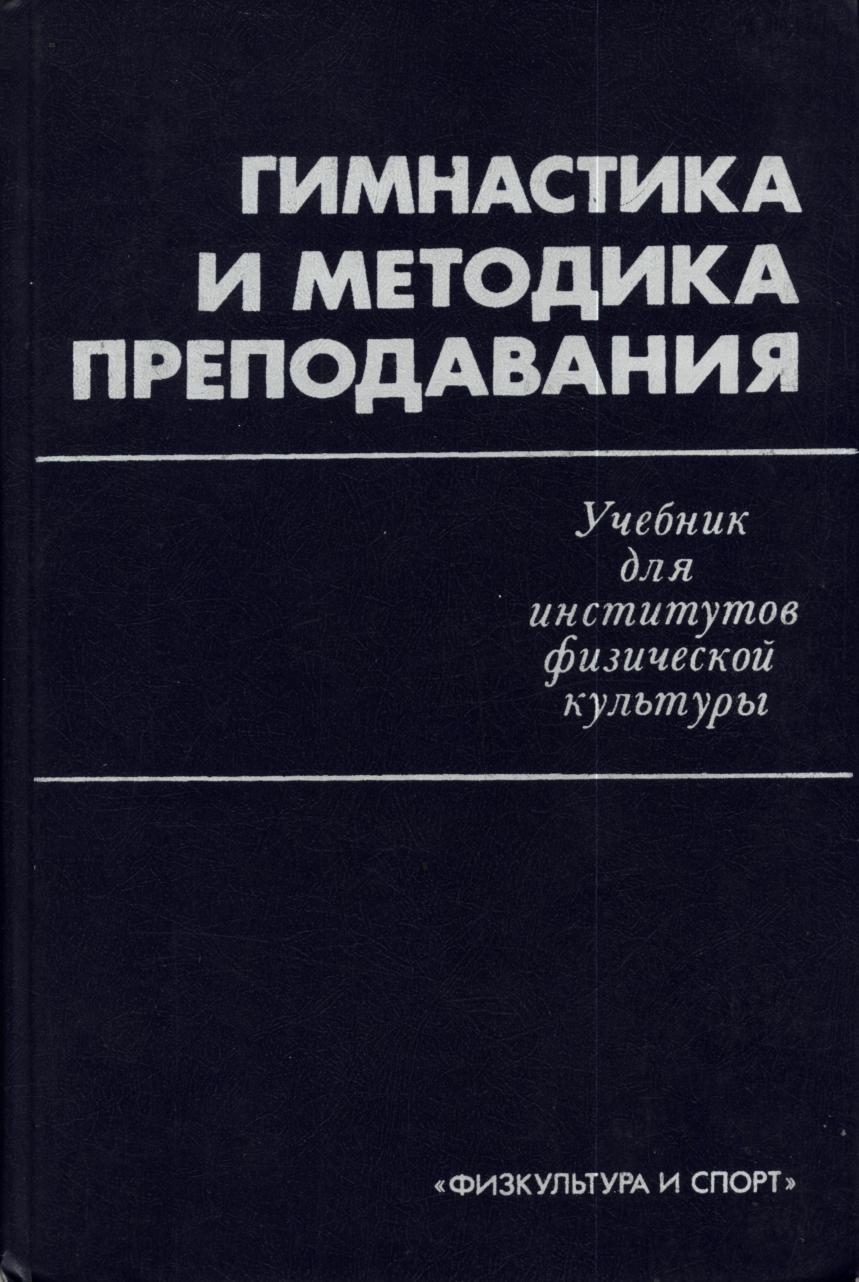 ГИМНАСТИКА
И МЕТОДИКА
ПРЕПОДАВАНИЯ
Учебник
для
институтов
физической
культуры
«ФИЗКУЛЬТУРА И СПОРТ»